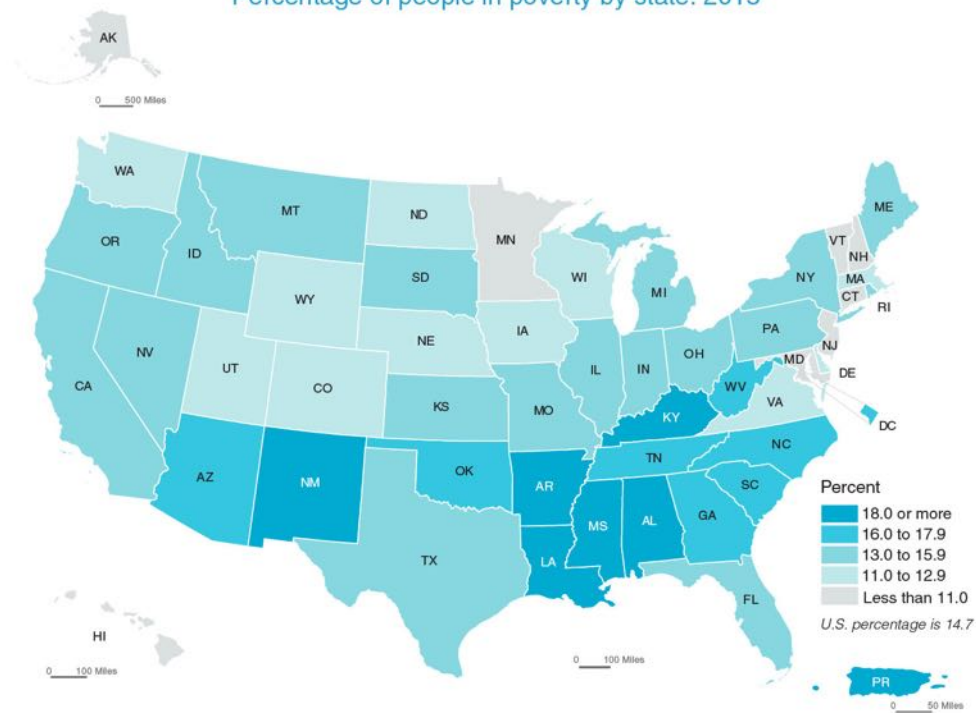 Percentage of people in poverty by state: 2015
AK
0 500 Miles
WA
MT
ND
MN
OR
ID
SD
WI
MI
WY
NE
IA
NV
UT
CO
CA
KS
MO
IL
IN
OH
PA
NY
ME
VT
NH
MA
CT
RI
NJ
MD
DE
DC
WV
VA
KY
NC
TN
SC
AZ
NM
OK
AR
MS
AL
GA
LA
TX
FL
Percent
18.0 or more
16.0 to 17.9
13.0 to 15.9
11.0 to 12.9
Less than 11.0
U.S. percentage is 14.7
HI
0 100 Miles
0 100 Miles
PR
0 50 Miles